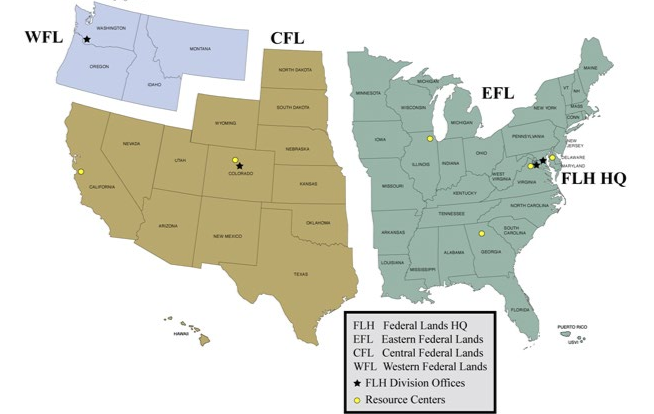 WFL
CFL
EFL
FLH HQ
WASHINGTON
OREGON
IDAHO
MONTANA
NORTH DAKOTA
SOUTH DAKOTA
WYOMING
NEBRASKA
NEVADA
UTAH
COLORADO
KANSAS
CALIFORNIA
ARIZONA
NEW MEXICO
OKLAHOMA
TEXAS
HAWAII
MINNESOTA
WISCONSIN
MICHIGAN
MICHIGAN
IOWA
ILLINOIS
INDIANA
OHIO
MISSOURI
KENTUCKY
WEST
VIRGINIA
VIRGINIA
PENNSYLVANIA
NEW YORK
VT
NH
MAINE
MASS
CONN
NEW
JERSEY
DELAWARE
MARYLAND
TENNESSEE
NORTH CAROLINA
SOUTH
CAROLINA
ARKANSAS
LOUISIANA
MISSISSIPPI
ALABAMA
GEORGIA
FLORIDA
PUERTO RICO
USVI
FLH Federal Lands HQ
EFL Eastern Federal Lands
CFL Central Federal Lands
WFL Western Federal Lands
FLH Division Offices
Resource Centers